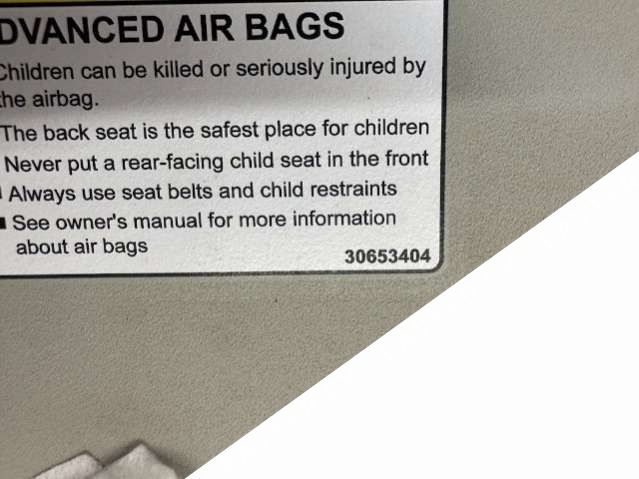 DVANCED AIR BAGS
Children can be killed or seriously injured by
the airbag.
The back seat is the safest place for children
Never put a rear-facing child seat in the front
Always use seat belts and child restraints
■ See owner's manual for more information
about air bags
30653404